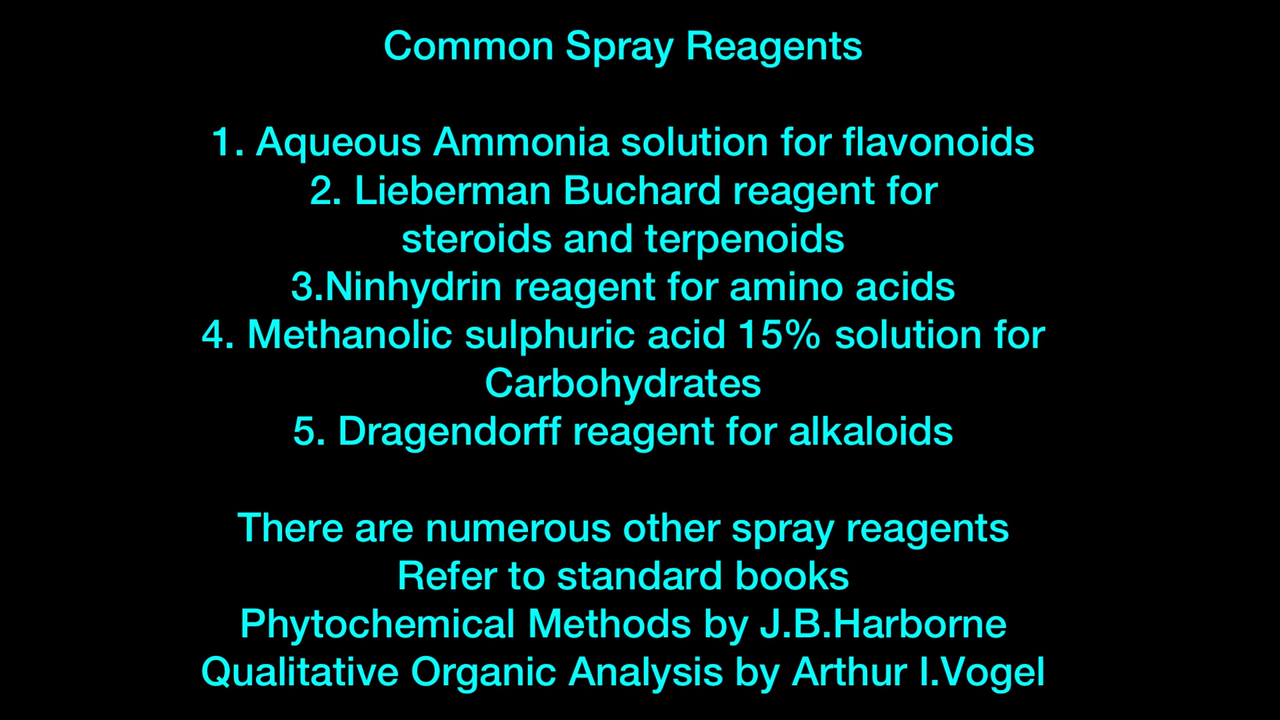 Common Spray Reagents
1. Aqueous Ammonia solution for flavonoids
2. Lieberman Buchard reagent for
steroids and terpenoids
3.Ninhydrin reagent for amino acids
4. Methanolic sulphuric acid 15% solution for
Carbohydrates
5. Dragendorff reagent for alkaloids
There are numerous other spray reagents
Refer to standard books
Phytochemical Methods by J.B.Harborne
Qualitative Organic Analysis by Arthur I.Vogel